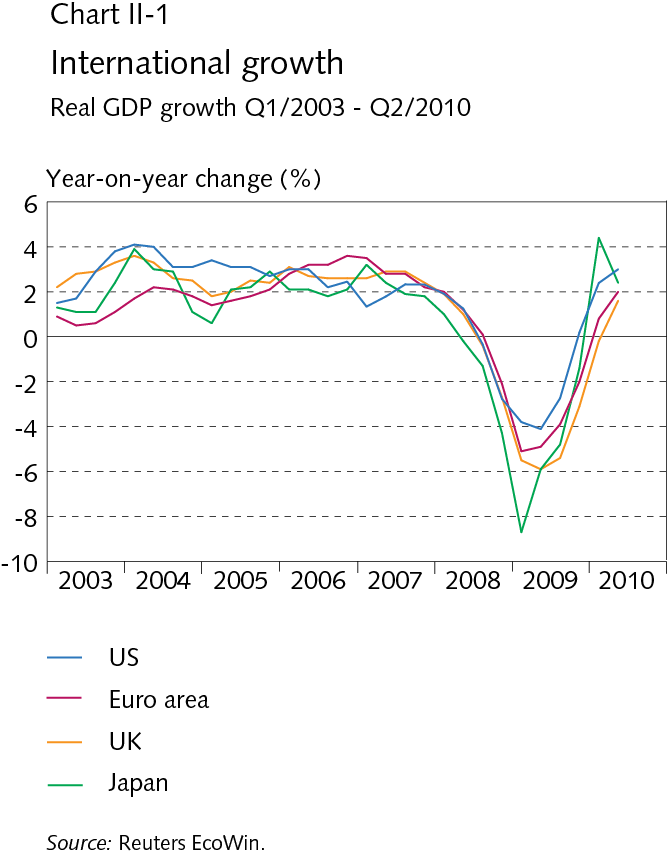 Chart II-1
International growth
Real GDP growth Q1/2003 - Q2/2010
Year-on-year change (%)
6
4
2
0
-2
-4
-6
-8
-10
2003 2004 2005 2006 2007 2008 2009 2010
US
Euro area
UK
Japan
Source: Reuters EcoWin.